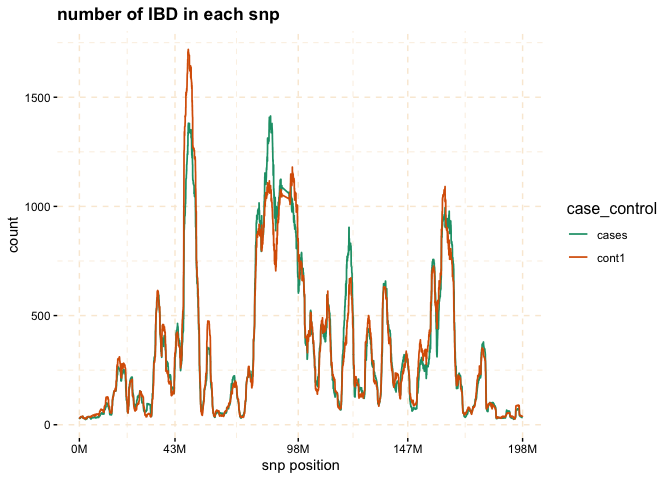 number of IBD in each snp
1500
1000
500
0
count
0M 43M 98M 147M 198M
snp position
case_control
cases
cont1